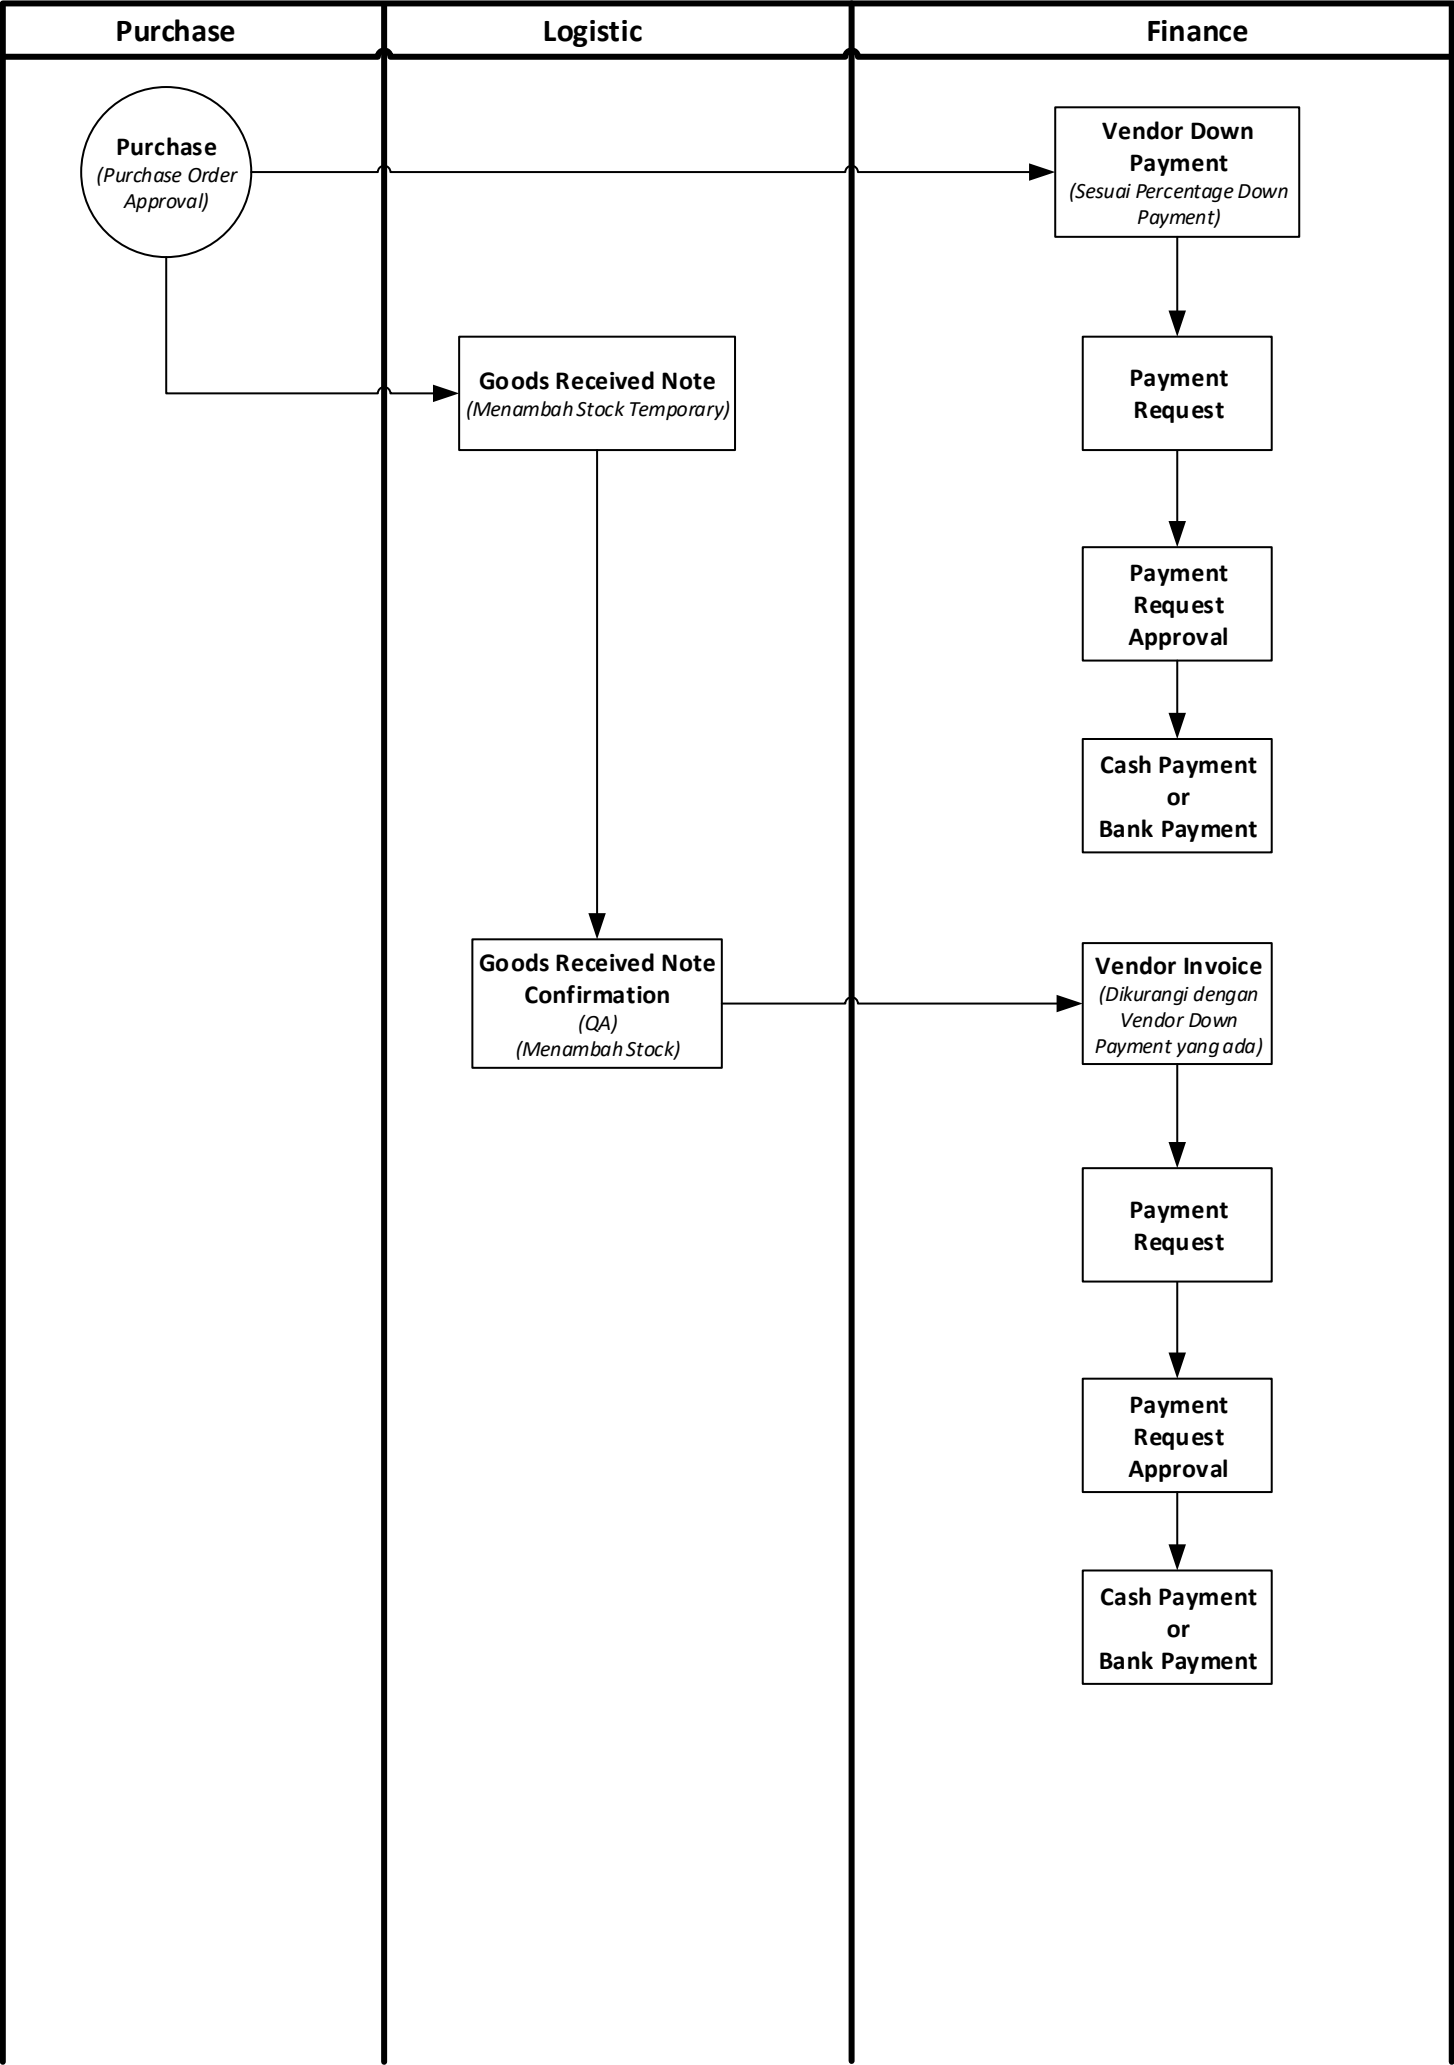 Purchase
Logistic
Finance
Purchase
(Purchase Order
Approval)
Vendor Down
Payment
(Sesuai Percentage Down
Payment)
Goods Received Note
(Menambah Stock Temporary)
Payment
Request
Payment
Request
Approval
Cash Payment
or
Bank Payment
Goods Received Note
Confirmation
(QA)
(Menambah Stock)
Vendor Invoice
(Dikurangi dengan
Vendor Down
Payment yang ada)
Payment
Request
Payment
Request
Approval
Cash Payment
or
Bank Payment